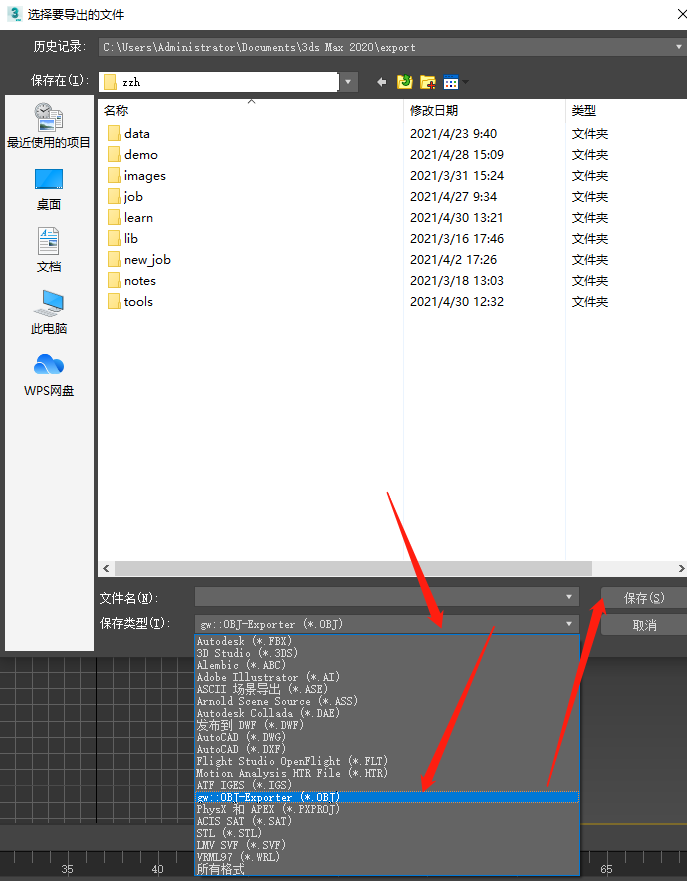 选择要导出的文件
历史记录: C:\Users\Administrator\Documents\3ds Max 2020\export
保存在(I): zzh
名称 修改日期 类型
data 2021/4/23 9:40 文件夹
demo 2021/4/28 15:09 文件夹
images 2021/3/31 15:24 文件夹
job 2021/4/27 9:34 文件夹
learn 2021/4/30 13:21 文件夹
lib 2021/3/16 17:46 文件夹
new_job 2021/4/2 17:26 文件夹
notes 2021/3/18 13:03 文件夹
tools 2021/4/30 12:32 文件夹
最近使用的项目
桌面
文档
此电脑
WPS网盘
文件名(N): 保存(S)
保存类型(T): gw::OBJ-Exporter (*.OBJ) 取消
Autodesk (*.FBX)
3D Studio (*.3DS)
Alembic (*.ABC)
Adobe Illustrator (*.AI)
ASCII 场景导出 (*.ASE)
Arnold Scene Source (*.ASS)
Autodesk Collada (*.DAE)
发布到 DWF (*.DWF)
AutoCAD (*.DWG)
AutoCAD (*.DXF)
Flight Studio OpenFlight (*.FLT)
Motion Analysis HTR File (*.HTR)
ATF IGES (*.IGS)
gw::OBJ-Exporter (*.OBJ)
PhysX 和 APEX (*.PXPROJ)
ACIS SAT (*.SAT)
STL (*.STL)
LMV SVF (*.SVF)
VRML97 (*.WRL)
所有格式
35 40 65